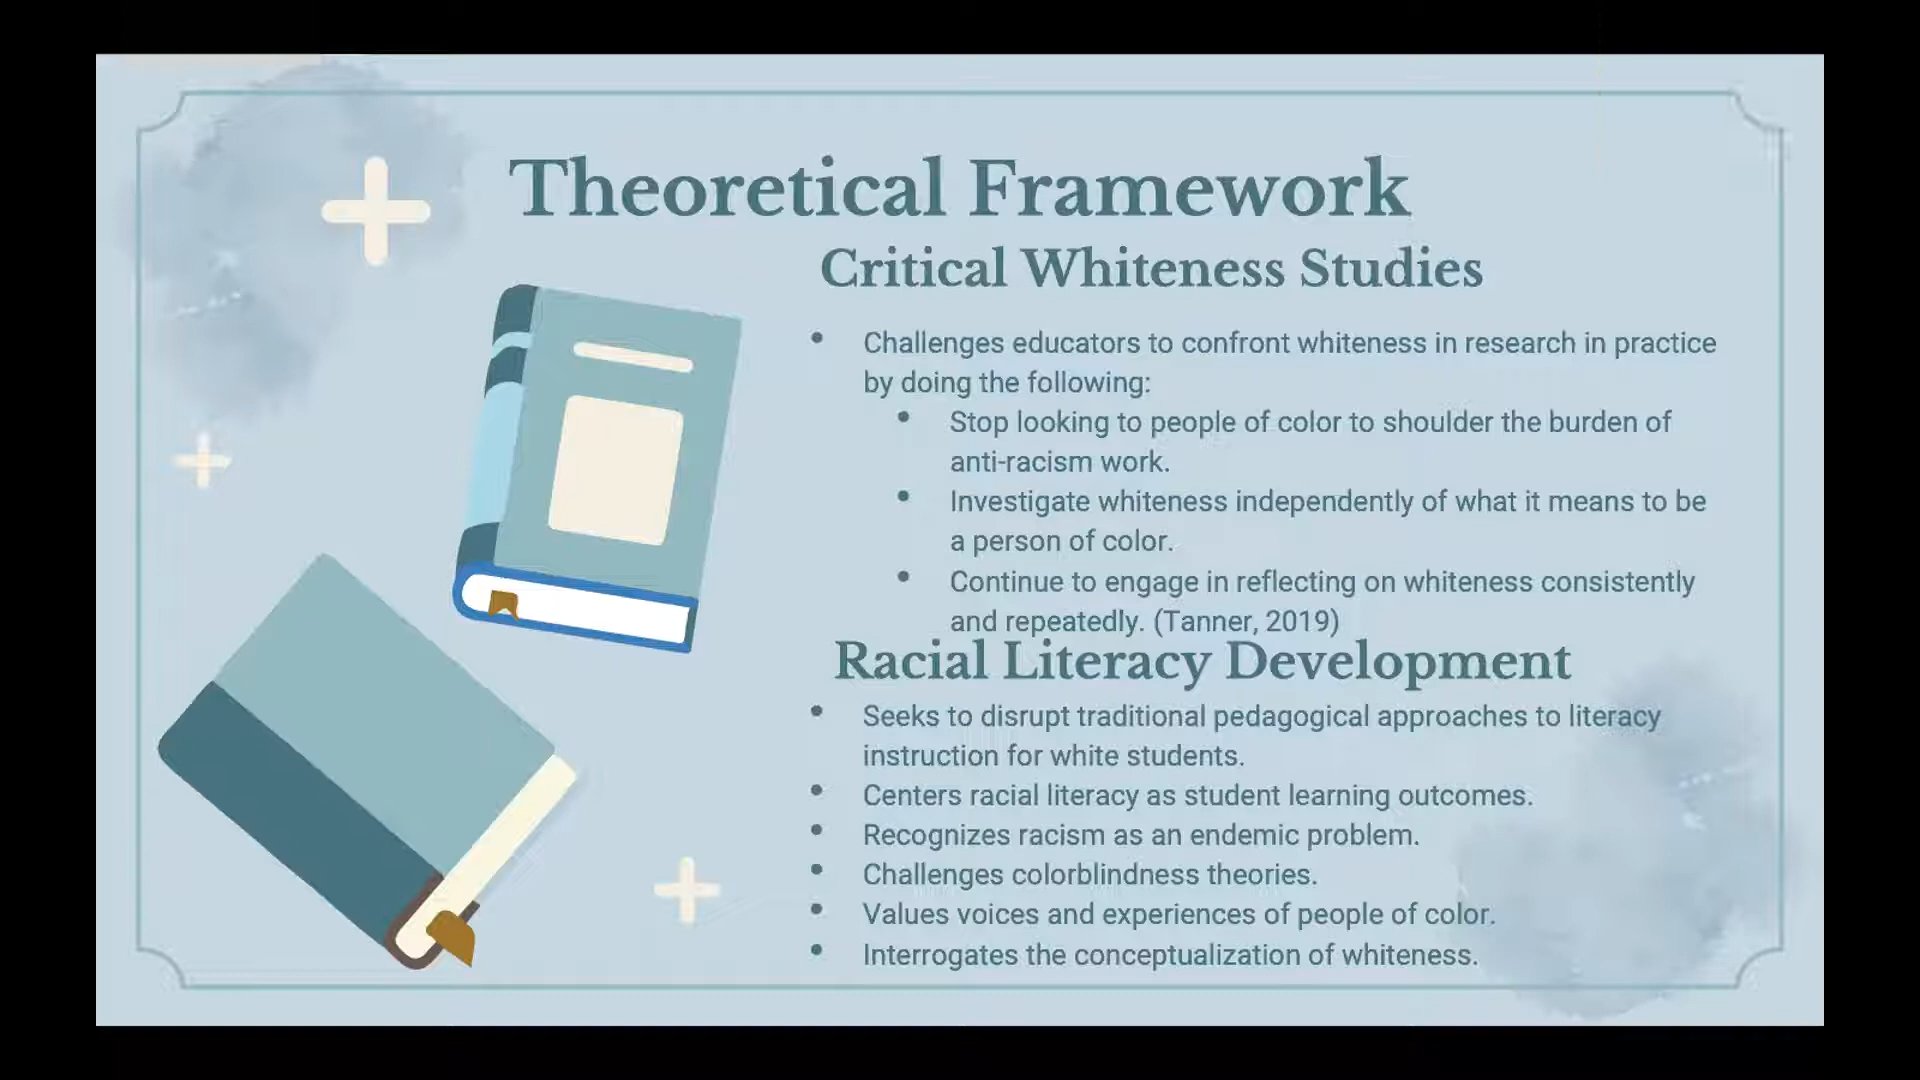 Theoretical Framework
Critical Whiteness Studies
• Challenges educators to confront whiteness in research in practice
by doing the following:
• Stop looking to people of color to shoulder the burden of
anti-racism work.
• Investigate whiteness independently of what it means to be
a person of color.
• Continue to engage in reflecting on whiteness consistently
and repeatedly. (Tanner, 2019)
Racial Literacy Development
• Seeks to disrupt traditional pedagogical approaches to literacy
instruction for white students.
• Centers racial literacy as student learning outcomes.
• Recognizes racism as an endemic problem.
• Challenges colorblindness theories.
• Values voices and experiences of people of color.
• Interrogates the conceptualization of whiteness.